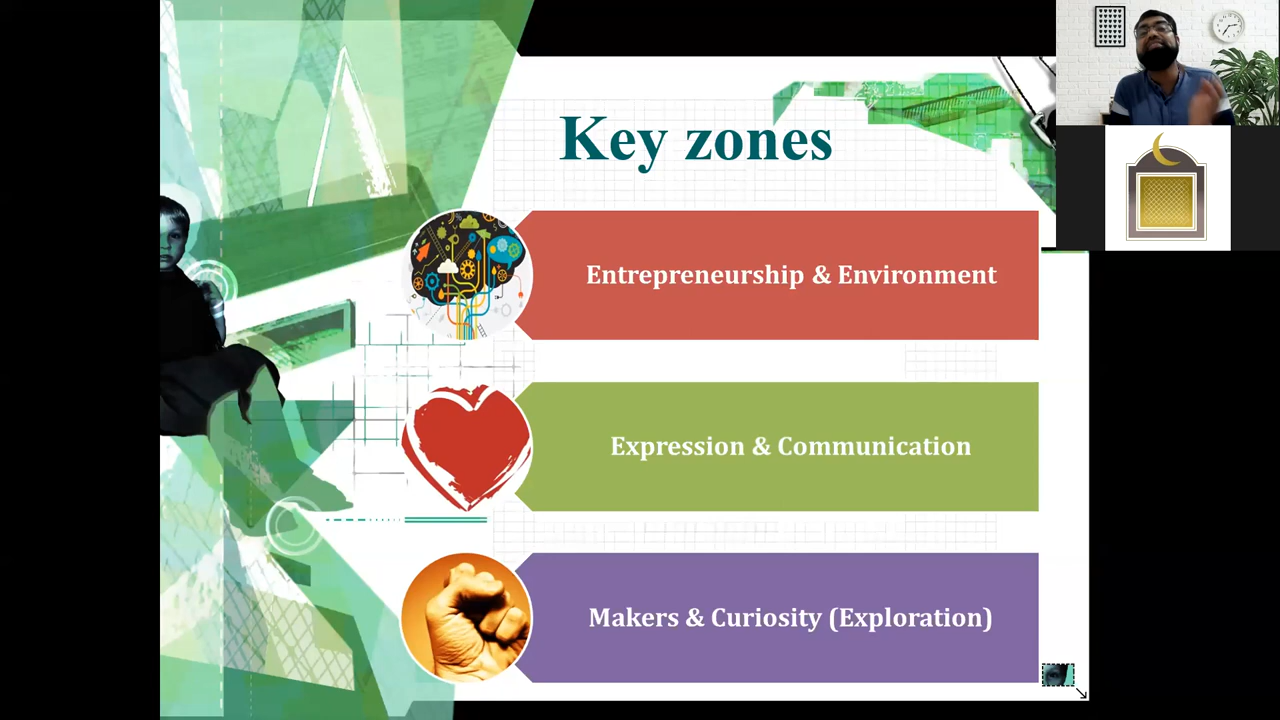 Key zones
Entrepreneurship & Environment
Expression & Communication
Makers & Curiosity (Exploration)